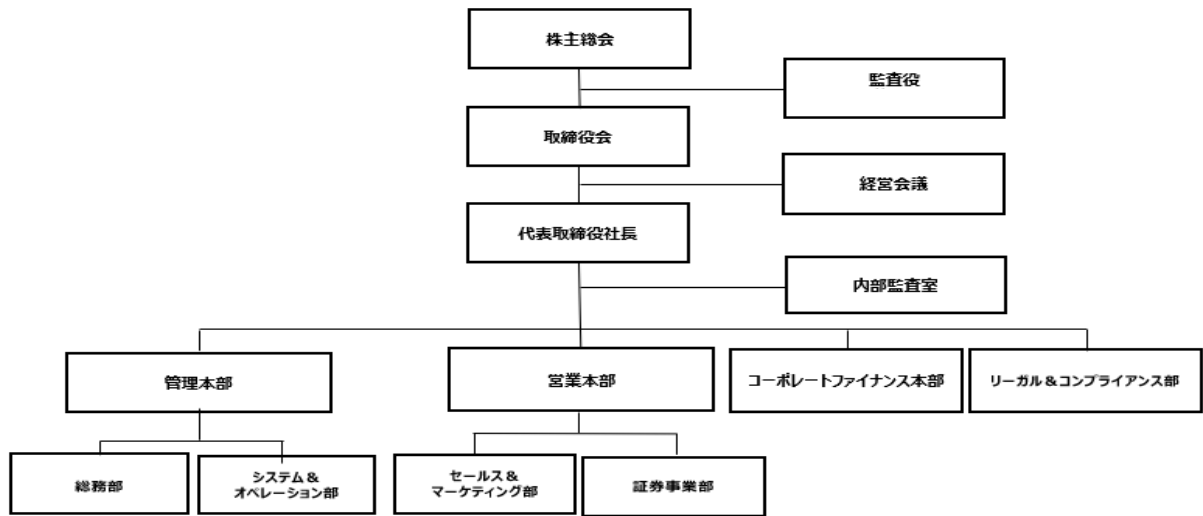 株主総会
監査役
取締役会
経営会議
代表取締役社長
内部監査室
管理本部
営業本部
コーポレートファイナンス本部
リーガル＆コンプライアンス部
総務部
システム＆
オペレーション部
セールス＆
マーケティング部
証券事業部